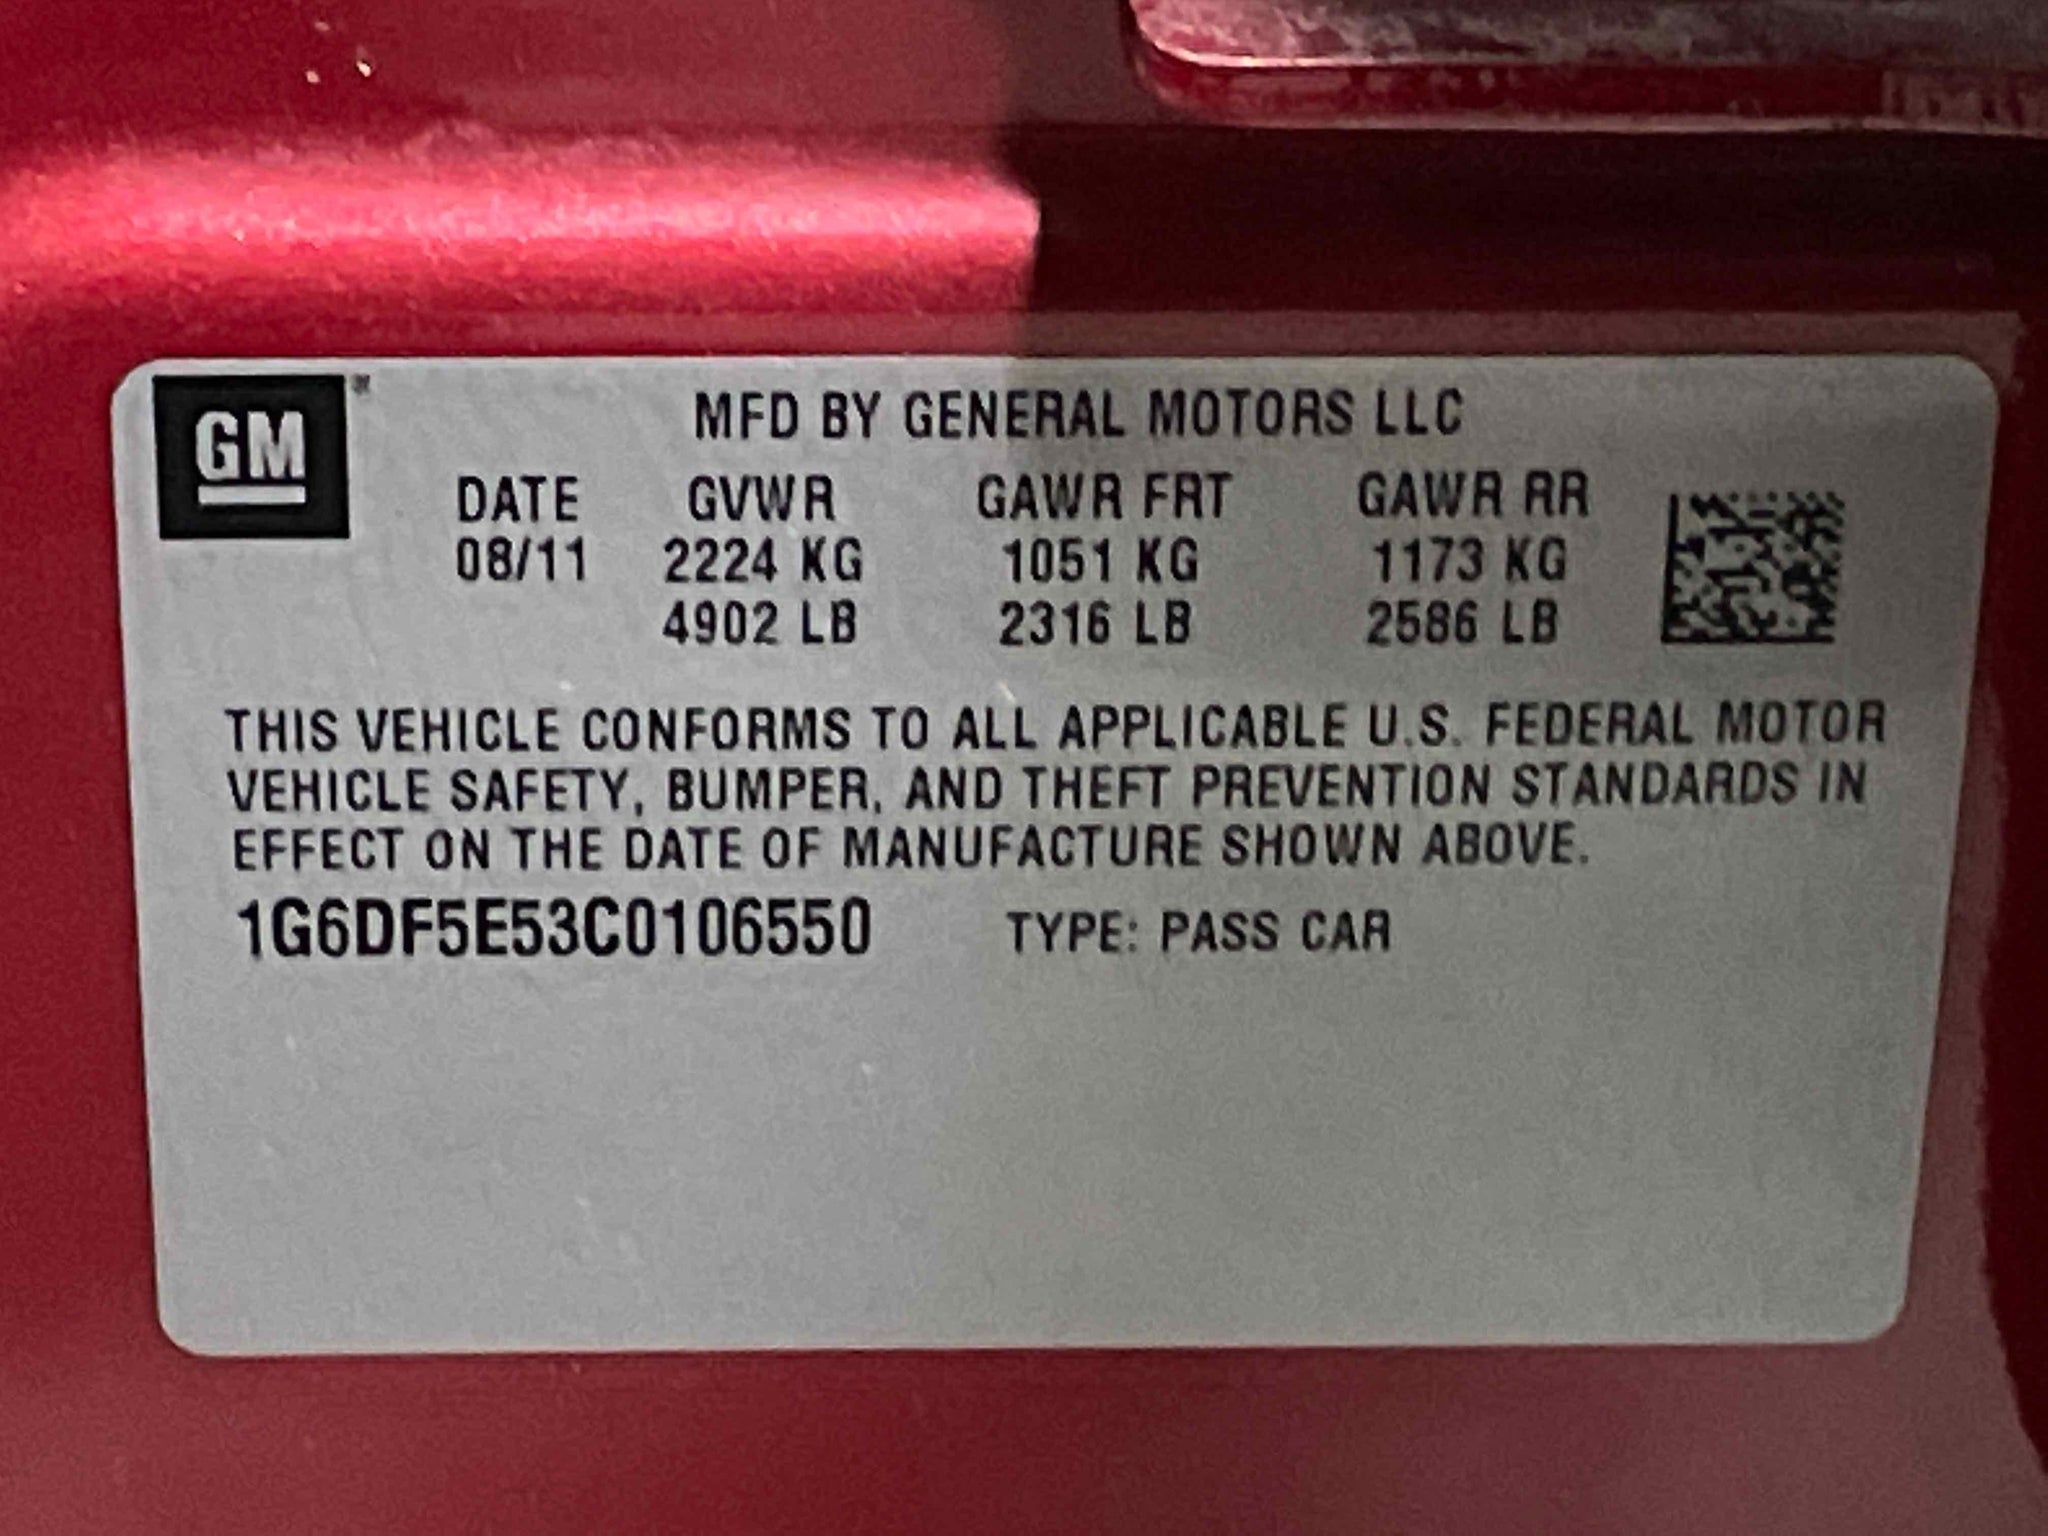 GM
MFD BY GENERAL MOTORS LLC
DATE GVWR GAWR FRT GAWR RR
08/11 2224 KG 1051 KG 1173 KG
4902 LB 2316 LB 2586 LB
THIS VEHICLE CONFORMS TO ALL APPLICABLE U.S. FEDERAL MOTOR
VEHICLE SAFETY, BUMPER, AND THEFT PREVENTION STANDARDS IN
EFFECT ON THE DATE OF MANUFACTURE SHOWN ABOVE.
1G6DF5E53C0106550 TYPE: PASS CAR